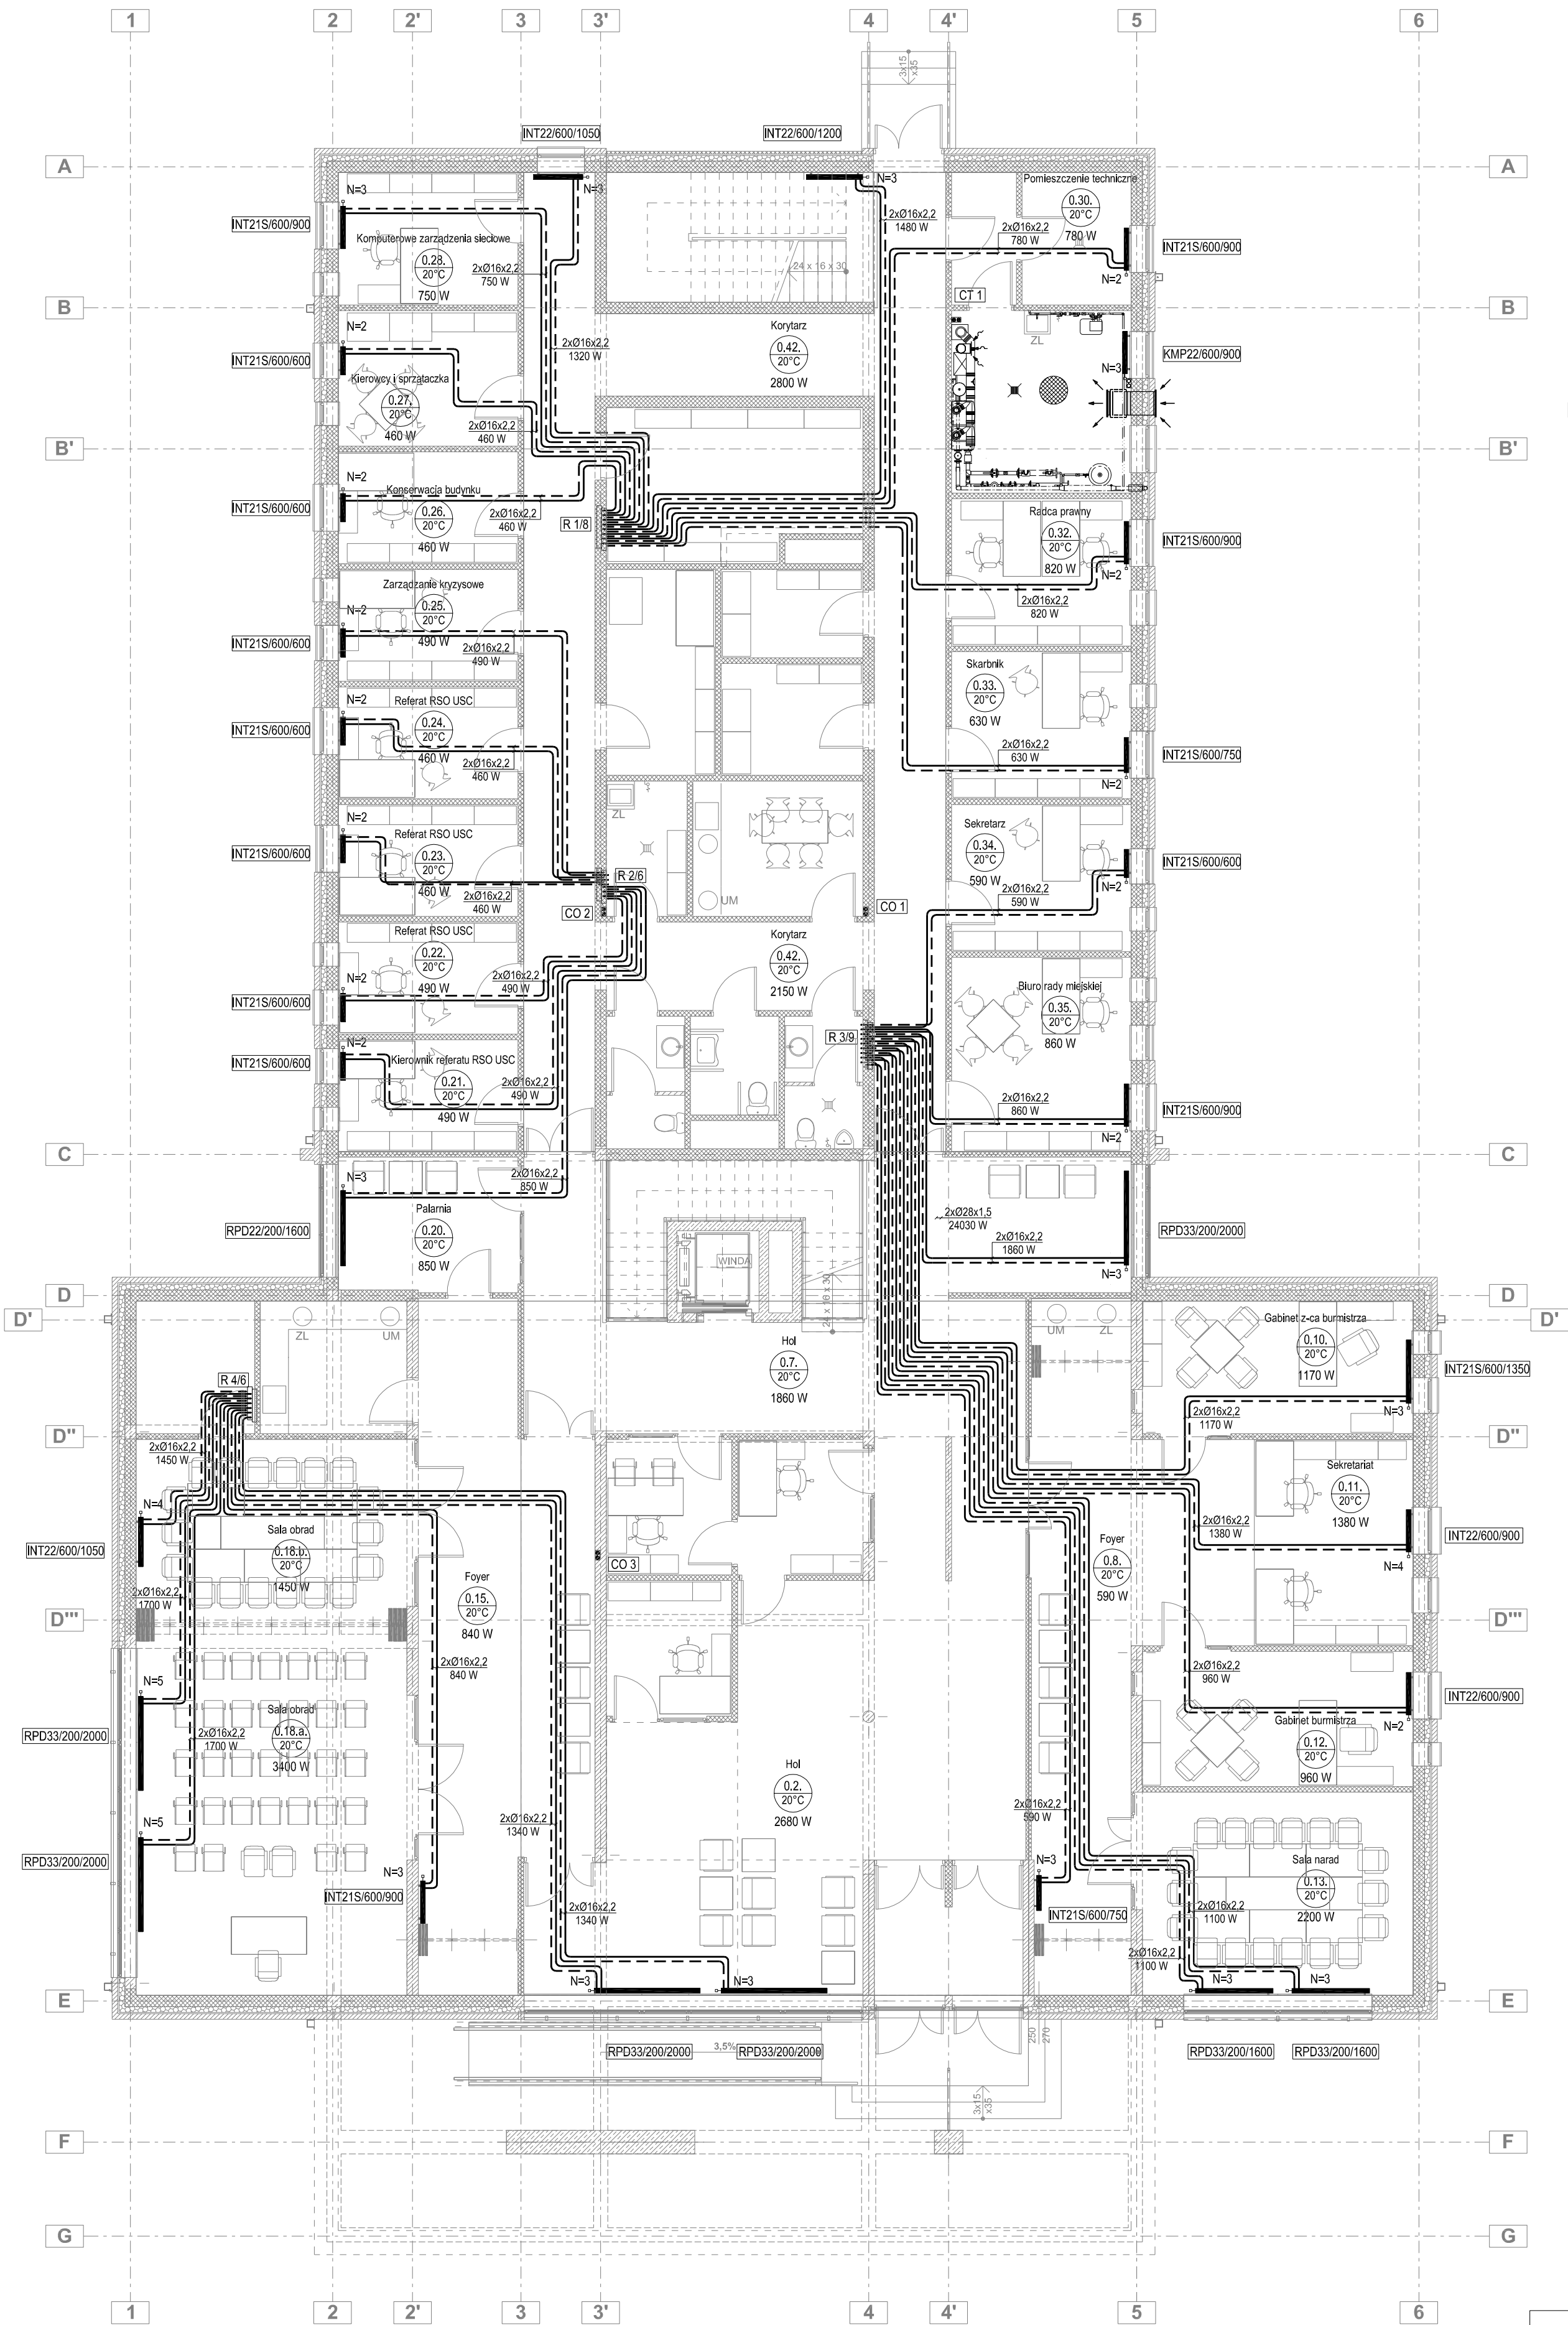 1 2 2' 3 3' 4 4' 5 6
3x15
x35
INT22/600/1050 INT22/600/1200
A A
N=3 N=3 N=3 Pomieszczenie techniczne
0.30.
20°C
780 W
2xØ16x2,2
1480 W
2xØ16x2,2
780 W
INT21S/600/900
Komputerowe zarządzenia sieciowe
0.28.
20°C
750 W
2xØ16x2,2
750 W
INT21S/600/900
N=2
24 x 16 x 30
CT 1
B B
N=2
Korytarz
0.42.
20°C
2800 W
2xØ16x2,2
1320 W
ZL
INT21S/600/600
KMP22/600/900
N=3
Kierowcy i sprzątaczka
0.27.
20°C
460 W
2xØ16x2,2
460 W
B' B'
N=2
Konserwacja budynku
0.26.
20°C
460 W
2xØ16x2,2
460 W
INT21S/600/600
R 1/8
Radca prawny
0.32.
20°C
820 W
INT21S/600/900
N=2
2xØ16x2,2
820 W
Zarządzanie kryzysowe
N=2
0.25.
20°C
490 W
2xØ16x2,2
490 W
INT21S/600/600
Skarbnik
0.33.
20°C
630 W
2xØ16x2,2
630 W
INT21S/600/750
N=2
N=2
Referat RSO USC
0.24.
20°C
460 W
2xØ16x2,2
460 W
INT21S/600/600
ZL
UM
N=2
Referat RSO USC
0.23.
20°C
460 W
2xØ16x2,2
460 W
INT21S/600/600
Sekretarz
0.34.
20°C
590 W
2xØ16x2,2
590 W
INT21S/600/600
N=2
R 2/6
CO 2
CO 1
Referat RSO USC
0.22.
20°C
490 W
N=2
2xØ16x2,2
490 W
INT21S/600/600
Korytarz
0.42.
20°C
2150 W
Biuro rady miejskiej
0.35.
20°C
860 W
R 3/9
N=2
Kierownik referatu RSO USC
0.21.
20°C
490 W
2xØ16x2,2
490 W
INT21S/600/600
2xØ16x2,2
860 W
INT21S/600/900
N=2
C C
N=3
2xØ16x2,2
850 W
Palarnia
0.20.
20°C
850 W
RPD22/200/1600
2xØ28x1,5
24030 W
2xØ16x2,2
1860 W
RPD33/200/2000
N=3
WINDA
24 x 16 x 30
D
D' D'
ZL UM
UM ZL
Hol
0.7.
20°C
1860 W
Gabinet z-ca burmistrza
0.10.
20°C
1170 W
INT21S/600/1350
N=3
2xØ16x2,2
1170 W
R 4/6
D'' D''
2xØ16x2,2
1450 W
Sekretariat
0.11.
20°C
1380 W
2xØ16x2,2
1380 W
INT22/600/900
N=4
N=4
Sala obrad
0.18.b.
20°C
1450 W
INT22/600/1050
2xØ16x2,2
1700 W
CO 3
Foyer
0.15.
20°C
840 W
Foyer
0.8.
20°C
590 W
D''' D'''
2xØ16x2,2
840 W
2xØ16x2,2
960 W
INT22/600/900
N=2
N=5
Sala obrad
0.18.a.
20°C
3400 W
2xØ16x2,2
1700 W
RPD33/200/2000
Gabinet burmistrza
0.12.
20°C
960 W
Hol
0.2.
20°C
2680 W
2xØ16x2,2
1340 W
2xØ16x2,2
590 W
N=5
RPD33/200/2000
N=3
INT21S/600/900
2xØ16x2,2
1340 W
N=3
INT21S/600/750
Sala narad
0.13.
20°C
2200 W
2xØ16x2,2
1100 W
2xØ16x2,2
1100 W
N=3 N=3 N=3 N=3
E E
250
270
3,5%
RPD33/200/2000 RPD33/200/2000 RPD33/200/1600 RPD33/200/1600
3x15
x35
F F
G G
1 2 2' 3 3' 4 4' 5 6
D